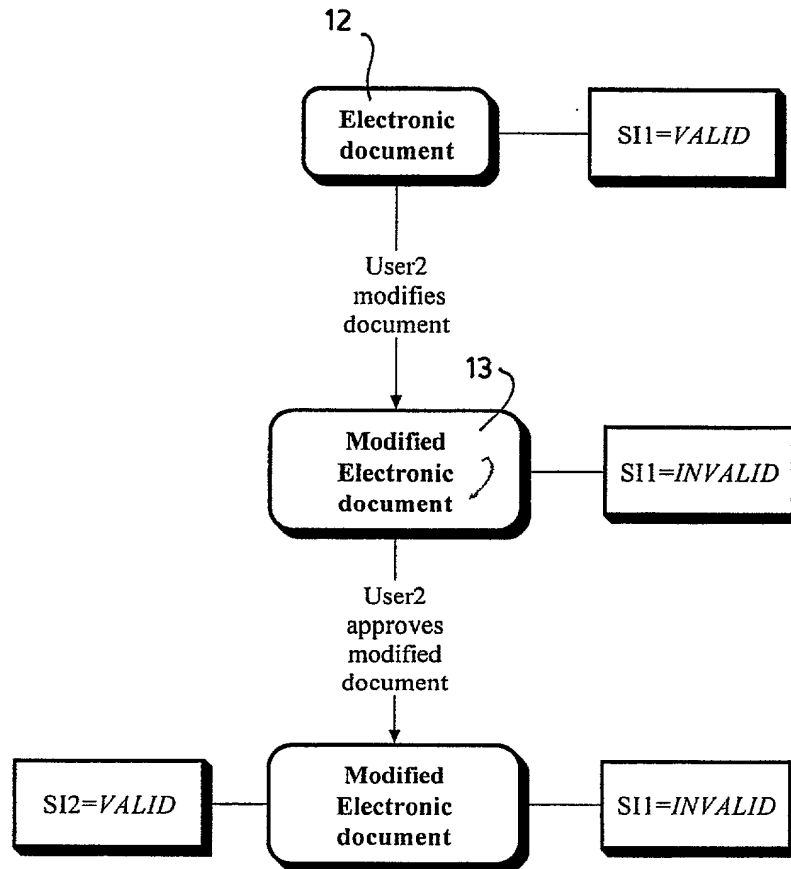 12
Electronic
document
SI1=VALID
User2
modifies
document
13
Modified
Electronic
document
SI1=INVALID
User2
approves
modified
document
SI2=VALID
Modified
Electronic
document
SI1=INVALID